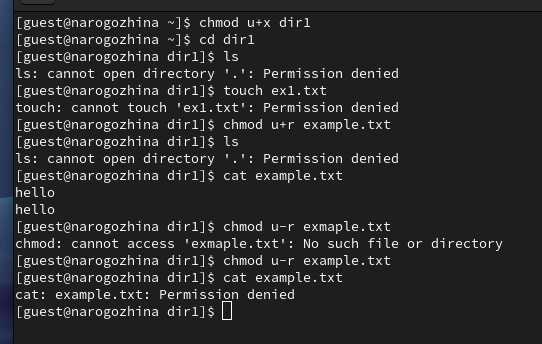 [guest@narogozhina ~]$ chmod u+x dir1
[guest@narogozhina ~]$ cd dir1
[guest@narogozhina dir1]$ ls
ls: cannot open directory '.': Permission denied
[guest@narogozhina dir1]$ touch ex1.txt
touch: cannot touch 'ex1.txt': Permission denied
[guest@narogozhina dir1]$ chmod u+r example.txt
[guest@narogozhina dir1]$ ls
ls: cannot open directory '.': Permission denied
[guest@narogozhina dir1]$ cat example.txt
hello
hello
[guest@narogozhina dir1]$ chmod u-r exmaple.txt
chmod: cannot access 'exmaple.txt': No such file or directory
[guest@narogozhina dir1]$ chmod u-r example.txt
[guest@narogozhina dir1]$ cat example.txt
cat: example.txt: Permission denied
[guest@narogozhina dir1]$